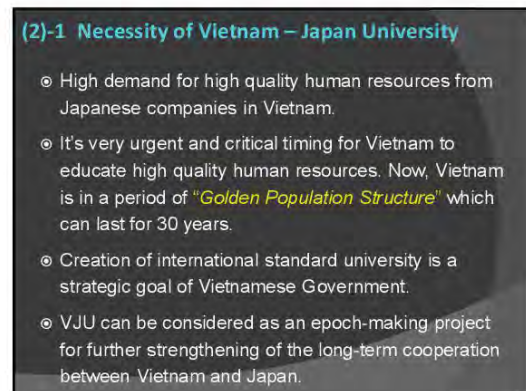 (2)-1 Necessity of Vietnam – Japan University
High demand for high quality human resources from
Japanese companies in Vietnam.
It's very urgent and critical timing for Vietnam to
educate high quality human resources. Now, Vietnam
is in a period of "Golden Population Structure" which
can last for 30 years.
Creation of international standard university is a
strategic goal of Vietnamese Government.
VJU can be considered as an epoch-making project
for further strengthening of the long-term cooperation
between Vietnam and Japan.